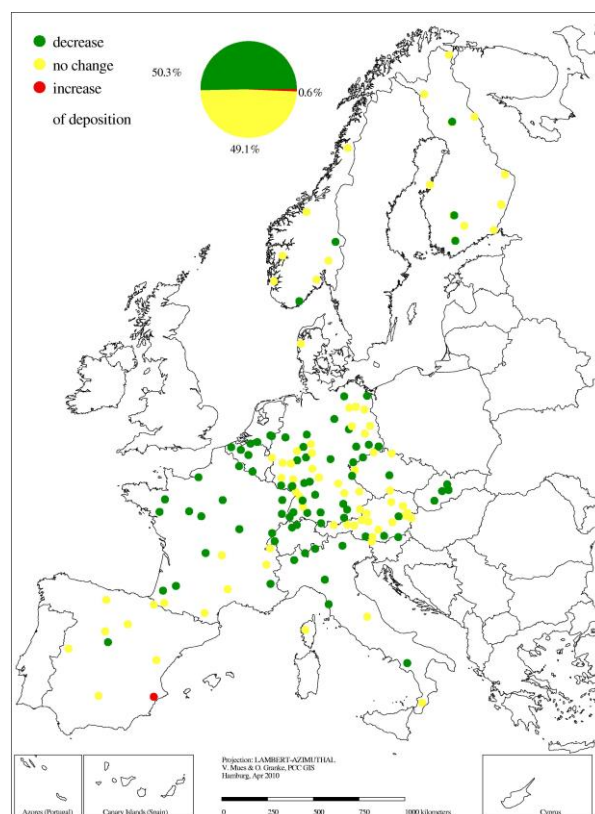 decrease
no change
increase
of deposition
50.3%
0.6%
49.1%
Projection: LAMBERT-AZIMUTHAL
V. Mues & O. Granke, PCC GIS
Hamburg, Apr 2010
0 250 500 750 1000 kilometers
Azores (Portugal)
Canary Islands (Spain)
Cyprus